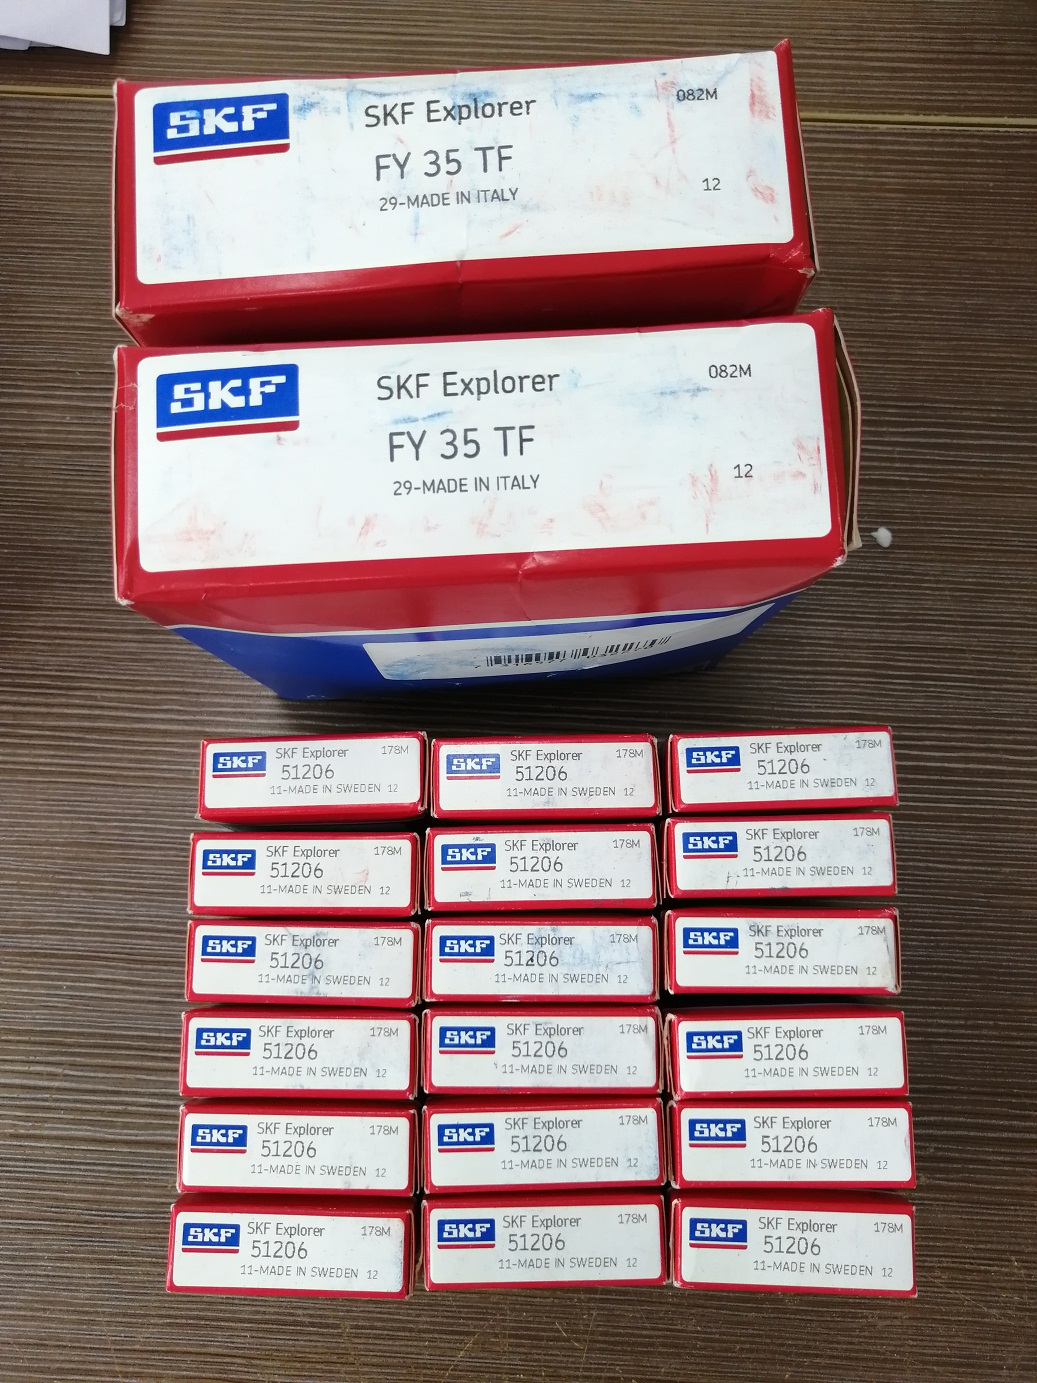 SKF
SKF Explorer
082M
FY 35 TF
29-MADE IN ITALY
12
SKF
SKF Explorer
082M
FY 35 TF
29-MADE IN ITALY
12
SKF
SKF Explorer
178M
51206
11-MADE IN SWEDEN 12
SKF
SKF Explorer
178M
51206
11-MADE IN SWEDEN 12
SKF
SKF Explorer
178M
51206
11-MADE IN SWEDEN 12
SKF
SKF Explorer
178M
51206
11-MADE IN SWEDEN 12
SKF
SKF Explorer
178M
51206
11-MADE IN SWEDEN 12
SKF
SKF Explorer
178M
51206
11-MADE IN SWEDEN 12
SKF
SKF Explorer
178M
51206
11-MADE IN SWEDEN 12
SKF
SKF Explorer
178M
51206
11-MADE IN SWEDEN 12
SKF
SKF Explorer
178M
51206
11-MADE IN SWEDEN 12
SKF
SKF Explorer
178M
51206
11-MADE IN SWEDEN 12
SKF
SKF Explorer
178M
51206
11-MADE IN SWEDEN 12
SKF
SKF Explorer
178M
51206
11-MADE IN SWEDEN 12
SKF
SKF Explorer
178M
51206
11-MADE IN SWEDEN 12
SKF
SKF Explorer
178M
51206
11-MADE IN SWEDEN 12
SKF
SKF Explorer
178M
51206
11-MADE IN SWEDEN 12
SKF
SKF Explorer
178M
51206
11-MADE IN SWEDEN 12
SKF
SKF Explorer
178M
51206
11-MADE IN SWEDEN 12
SKF
SKF Explorer
178M
51206
11-MADE IN SWEDEN 12